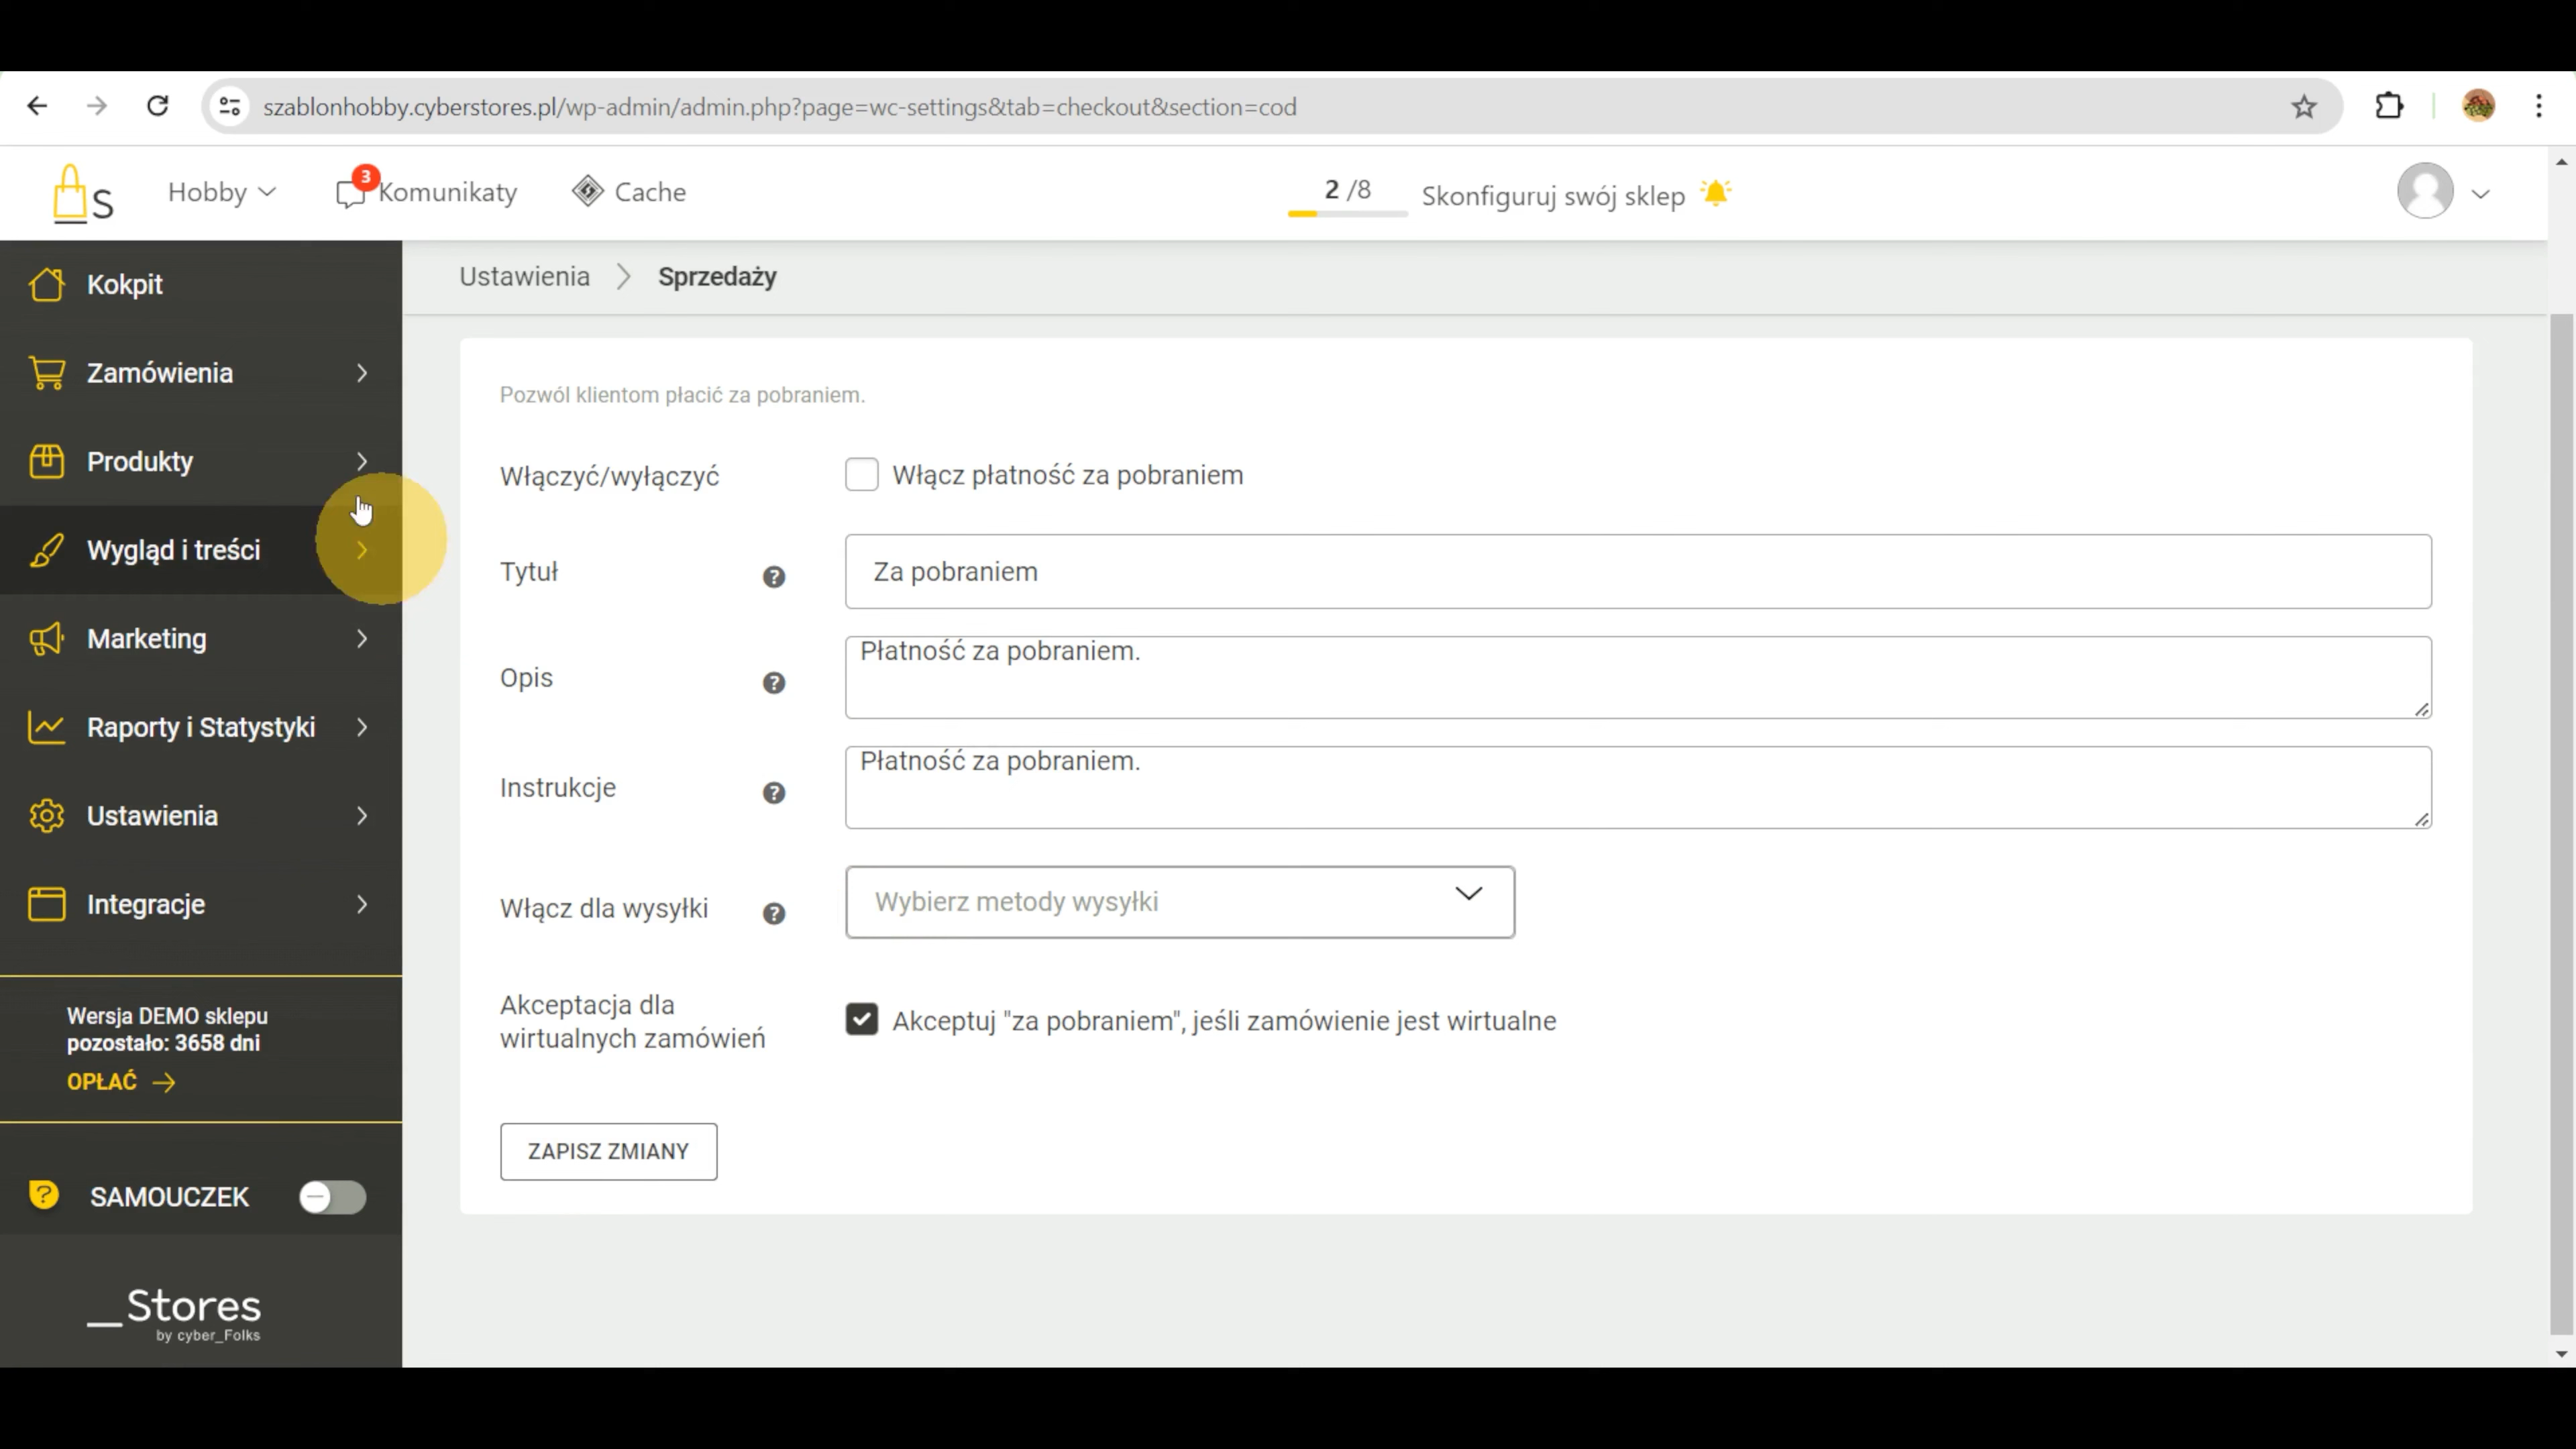 szablonhobby.cyberstores.pl/wp-admin/admin.php?page=wc-settings&tab=checkout&section=cod
S
Hobby
3
Komunikaty
Cache
2 /8
Skonfiguruj swój sklep
Kokpit
Zamówienia
Produkty
Wygląd i treści
Marketing
Raporty i Statystyki
Ustawienia
Integracje
Wersja DEMO sklepu
pozostało: 3658 dni
OPŁAĆ
? SAMOUCZEK
__Stores
by cyber_Folks
Ustawienia > Sprzedaży
Pozwól klientom płacić za pobraniem.
Włączyć/wyłączyć
Włącz płatność za pobraniem
Tytuł ?
Za pobraniem
Opis ?
Płatność za pobraniem.
Instrukcje ?
Płatność za pobraniem.
Włącz dla wysyłki ?
Wybierz metody wysyłki
Akceptacja dla
wirtualnych zamówień
Akceptuj "za pobraniem", jeśli zamówienie jest wirtualne
ZAPISZ ZMIANY